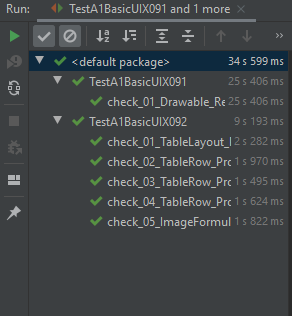 Run: TestA1BasicUIX091 and 1 more ×
<default package> 34 s 599 ms
TestA1BasicUIX091 25 s 406 ms
check_01_Drawable_Re 25 s 406 ms
TestA1BasicUIX092 9 s 193 ms
check_01_TableLayout_ 2 s 282 ms
check_02_TableRow_Pro 1 s 970 ms
check_03_TableRow_Pro 1 s 495 ms
check_04_TableRow_Pro 1 s 624 ms
check_05_ImageFormul 1 s 822 ms